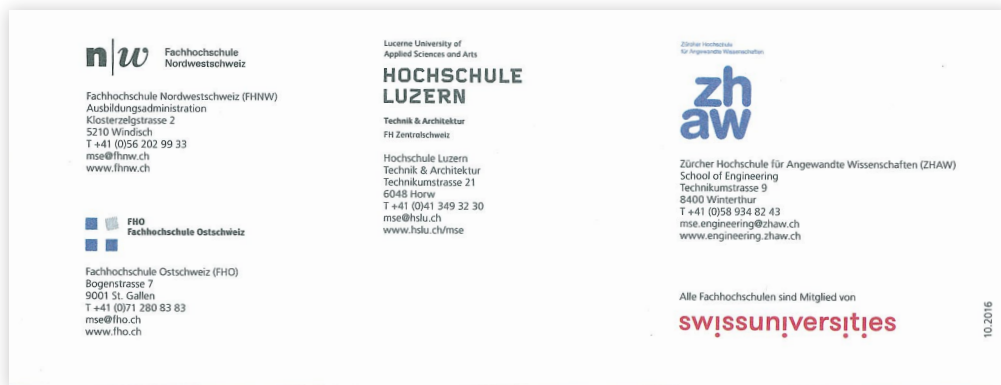 n|w Fachhochschule
Nordwestschweiz
Fachhochschule Nordwestschweiz (FHNW)
Ausbildungsadministration
Klosterzelgstrasse 2
5210 Windisch
T +41 (0)56 202 99 33
mse@fhnw.ch
www.fhnw.ch
FHO
Fachhochschule Ostschweiz
Fachhochschule Ostschweiz (FHO)
Bogenstrasse 7
9001 St. Gallen
T +41 (0)71 280 83 83
mse@fho.ch
www.fho.ch
Lucerne University of
Applied Sciences and Arts
HOCHSCHULE
LUZERN
Technik & Architektur
FH Zentralschweiz
Hochschule Luzern
Technik & Architektur
Technikumstrasse 21
6048 Horw
T +41 (0)41 349 32 30
mse@hslu.ch
www.hslu.ch/mse
Zürcher Hochschule
für Angewandte Wissenschaften
zh
aw
Zürcher Hochschule für Angewandte Wissenschaften (ZHAW)
School of Engineering
Technikumstrasse 9
8400 Winterthur
T +41 (0)58 934 82 43
mse.engineering@zhaw.ch
www.engineering.zhaw.ch
Alle Fachhochschulen sind Mitglied von
swissuniversities
10.2016